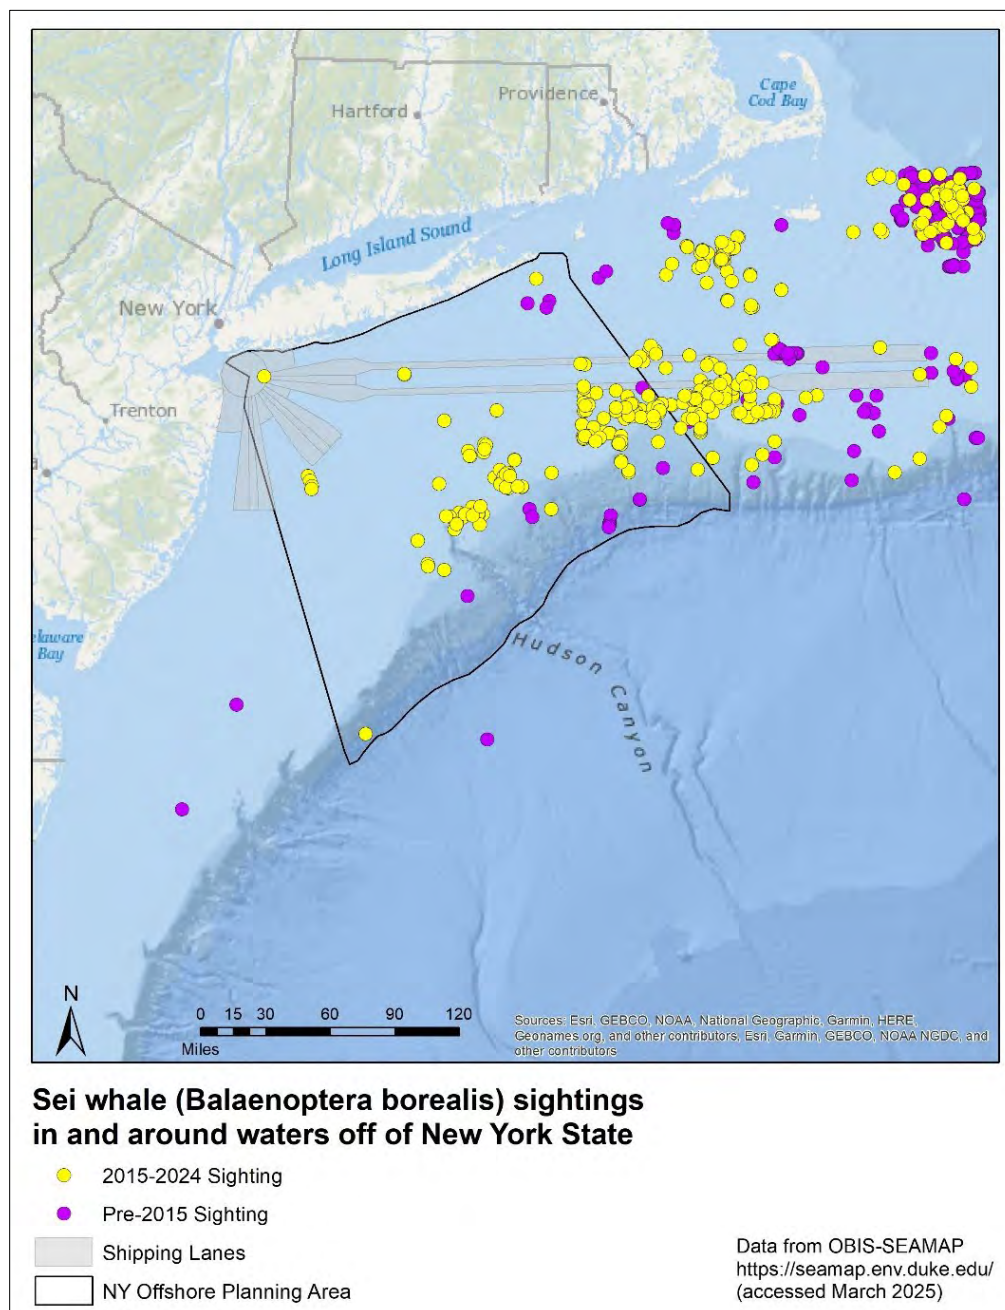 Cape
Cod Bay
Providence
Hartford
Long Island Sound
New York
Trenton
elaware
Bay
Hudson Canyon
N
0 15 30 60 90 120
Miles
Sources: Esri, GEBCO, NOAA, National Geographic, Garmin, HERE,
Geonames.org, and other contributors, Esri, Garmin, GEBCO, NOAA NGDC, and
other contributors
Sei whale (Balaenoptera borealis) sightings
in and around waters off of New York State
2015-2024 Sighting
Pre-2015 Sighting
Shipping Lanes
NY Offshore Planning Area
Data from OBIS-SEAMAP
https://seamap.env.duke.edu/
(accessed March 2025)